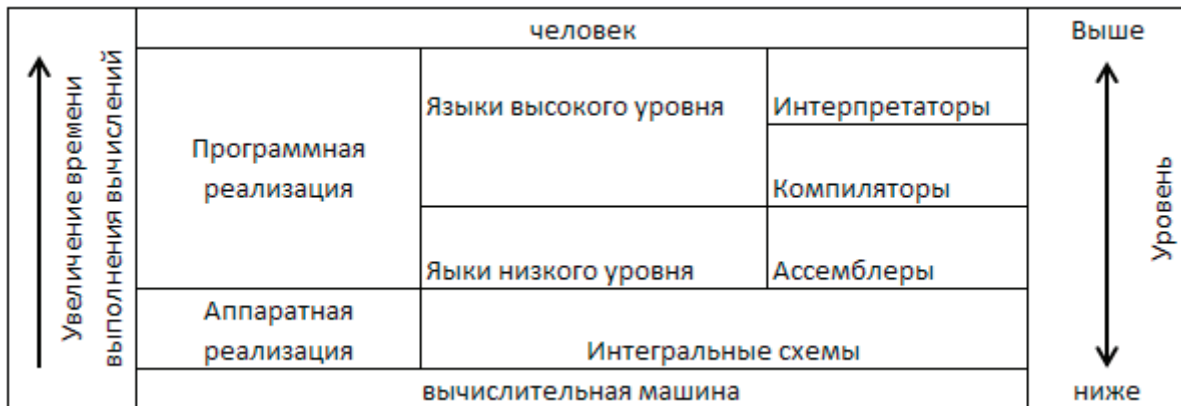 человек
Выше
Увеличение времени
выполнения вычислений
Программная
реализация
Языки высокого уровня
Интерпретаторы
Компиляторы
Яыки низкого уровня
Ассемблеры
Уровень
Аппаратная
реализация
Интегральные схемы
вычислительная машина
ниже